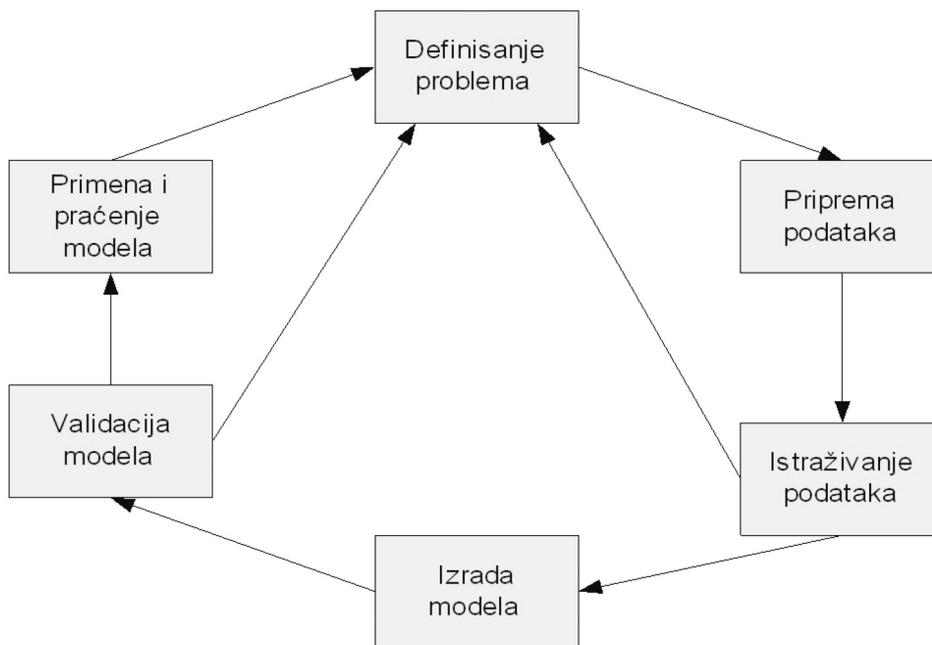 Definisanje
problema
Primena i
praćenje
modela
Priprema
podataka
Validacija
modela
Istraživanje
podataka
Izrada
modela